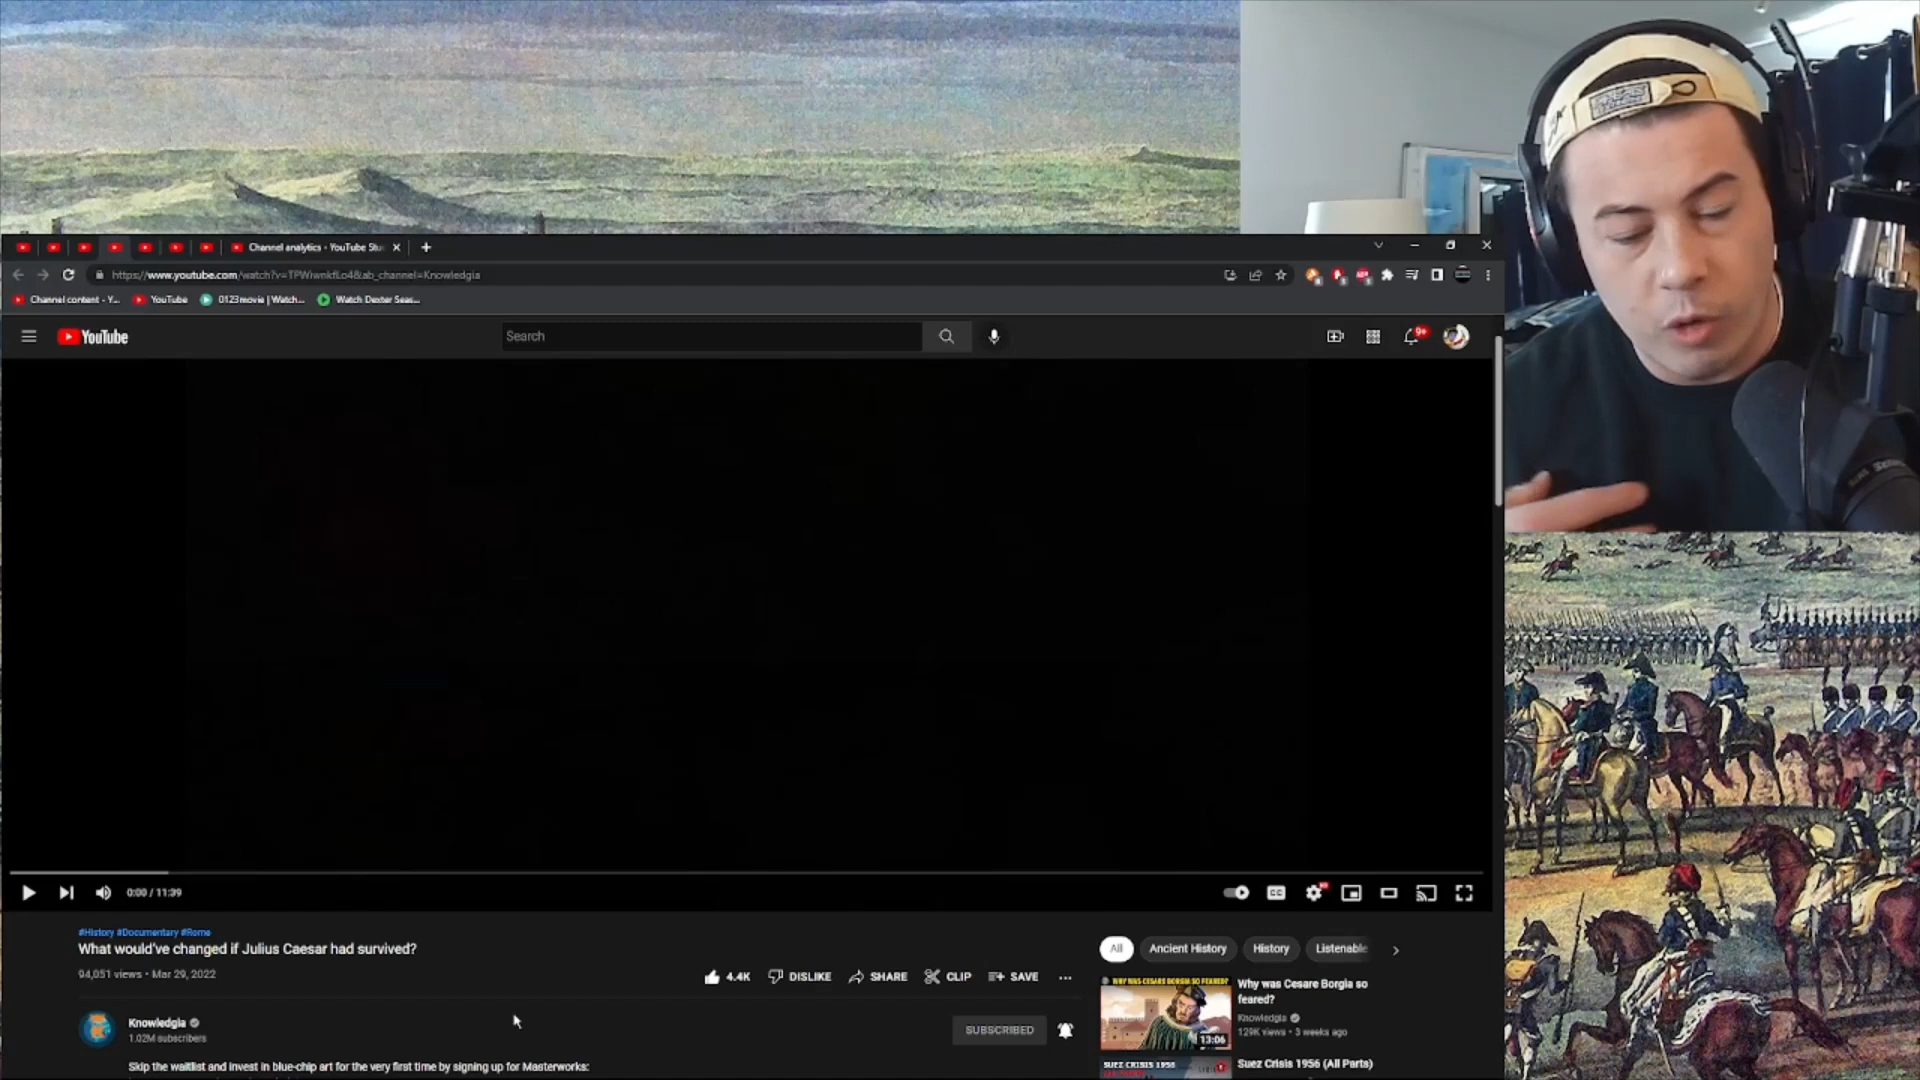 Channel analytics - YouTube Stu
https://www.youtube.com/watch?v=TPWiwnkfLo4&ab_channel=Knowledgia
Channel content - Y...
YouTube
0123movie | Watch...
Watch Dexter Seas...
YouTube
Search
9+
0:00 / 11:39
CC
#History #Documentary #Rome
What would've changed if Julius Caesar had survived?
94,051 views • Mar 29, 2022
4.4K
DISLIKE
SHARE
CLIP
SAVE
Knowledgia
1.02M subscribers
SUBSCRIBED
Skip the waitlist and invest in blue-chip art for the very first time by signing up for Masterworks:
All
Ancient History
History
Listenable
WHY WAS CESARE BORGIA SO FEARED?
13:06
Why was Cesare Borgia so
feared?
Knowledgia
129K views • 3 weeks ago
SUEZ CRISIS 1956
Suez Crisis 1956 (All Parts)